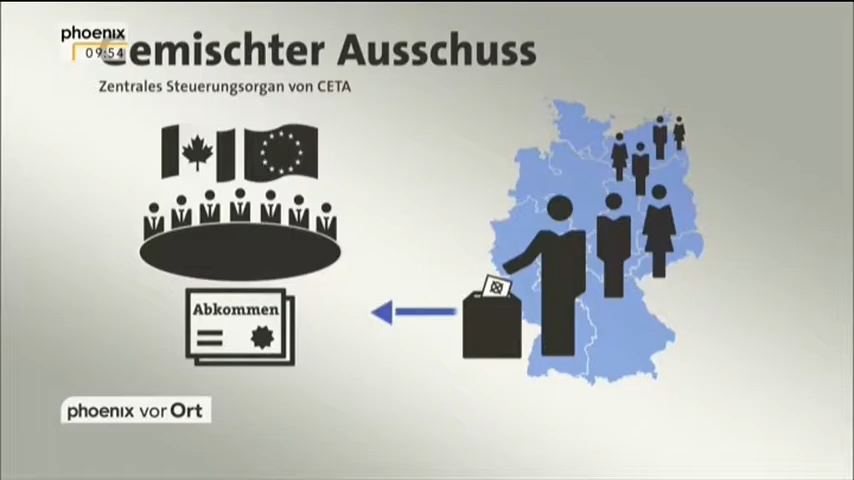 phoenix
09:54
Gemischter Ausschuss
Zentrales Steuerungsorgan von CETA
Abkommen
phoenix vor Ort